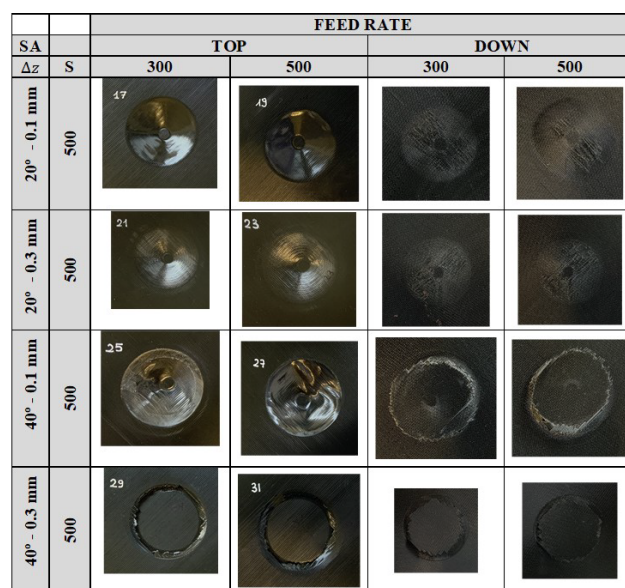 FEED RATE
SA TOP DOWN
Δz S 300 500 300 500
20° - 0.1 mm 500 17 19
20° - 0.3 mm 500 21 23
40° - 0.1 mm 500 25 27
40° - 0.3 mm 500 29 31